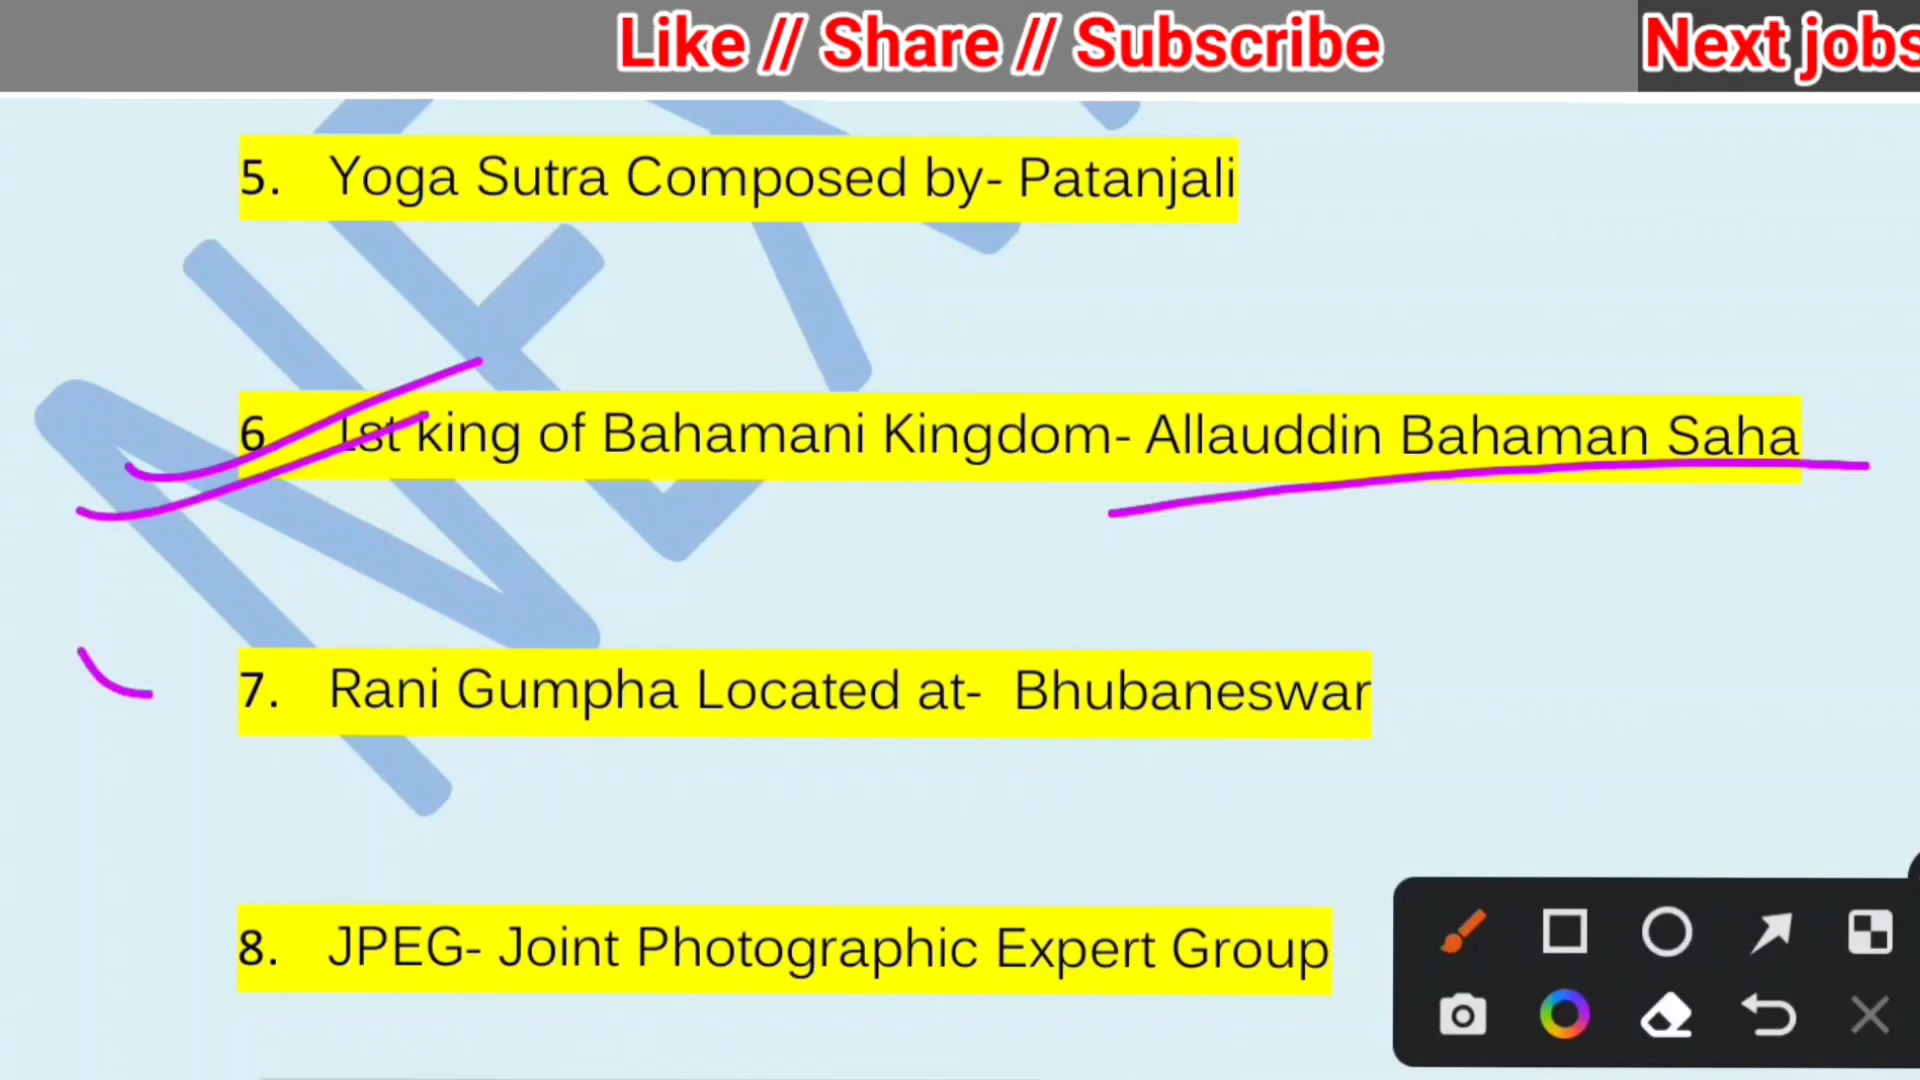 Like // Share // Subscribe
Next jobs
5. Yoga Sutra Composed by- Patanjali
6 1st king of Bahamani Kingdom- Allauddin Bahaman Saha
7. Rani Gumpha Located at- Bhubaneswar
8. JPEG- Joint Photographic Expert Group